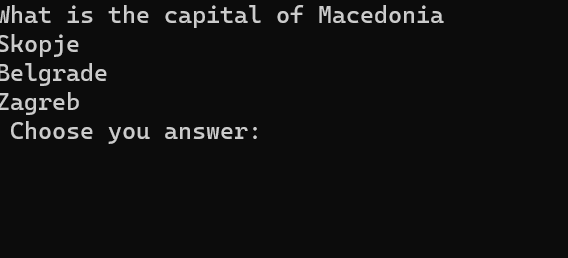 What is the capital of Macedonia
Skopje
Belgrade
Zagreb
Choose you answer: